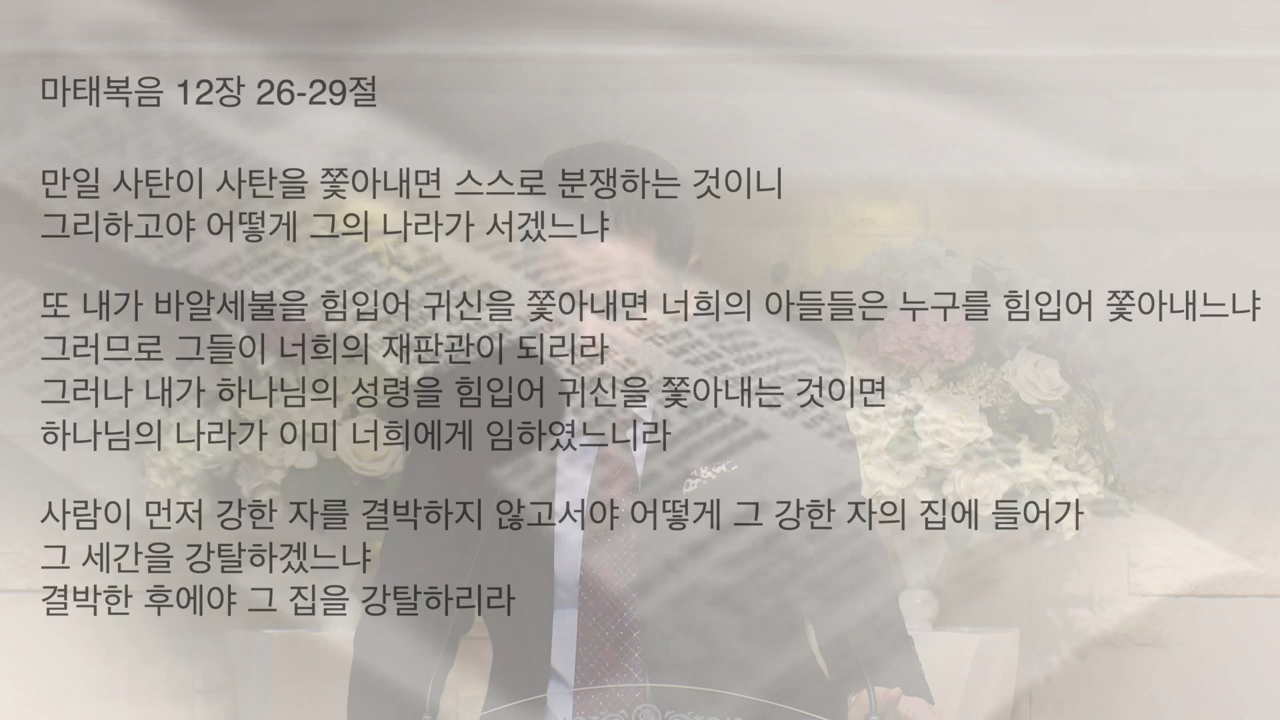 마태복음 12장 26-29절
만일 사탄이 사탄을 쫓아내면 스스로 분쟁하는 것이니
그리하고야 어떻게 그의 나라가 서겠느냐
또 내가 바알세불을 힘입어 귀신을 쫓아내면 너희의 아들들은 누구를 힘입어 쫓아내느냐
그러므로 그들이 너희의 재판관이 되리라
그러나 내가 하나님의 성령을 힘입어 귀신을 쫓아내는 것이면
하나님의 나라가 이미 너희에게 임하였느니라
사람이 먼저 강한 자를 결박하지 않고서야 어떻게 그 강한 자의 집에 들어가
그 세간을 강탈하겠느냐
결박한 후에야 그 집을 강탈하리라